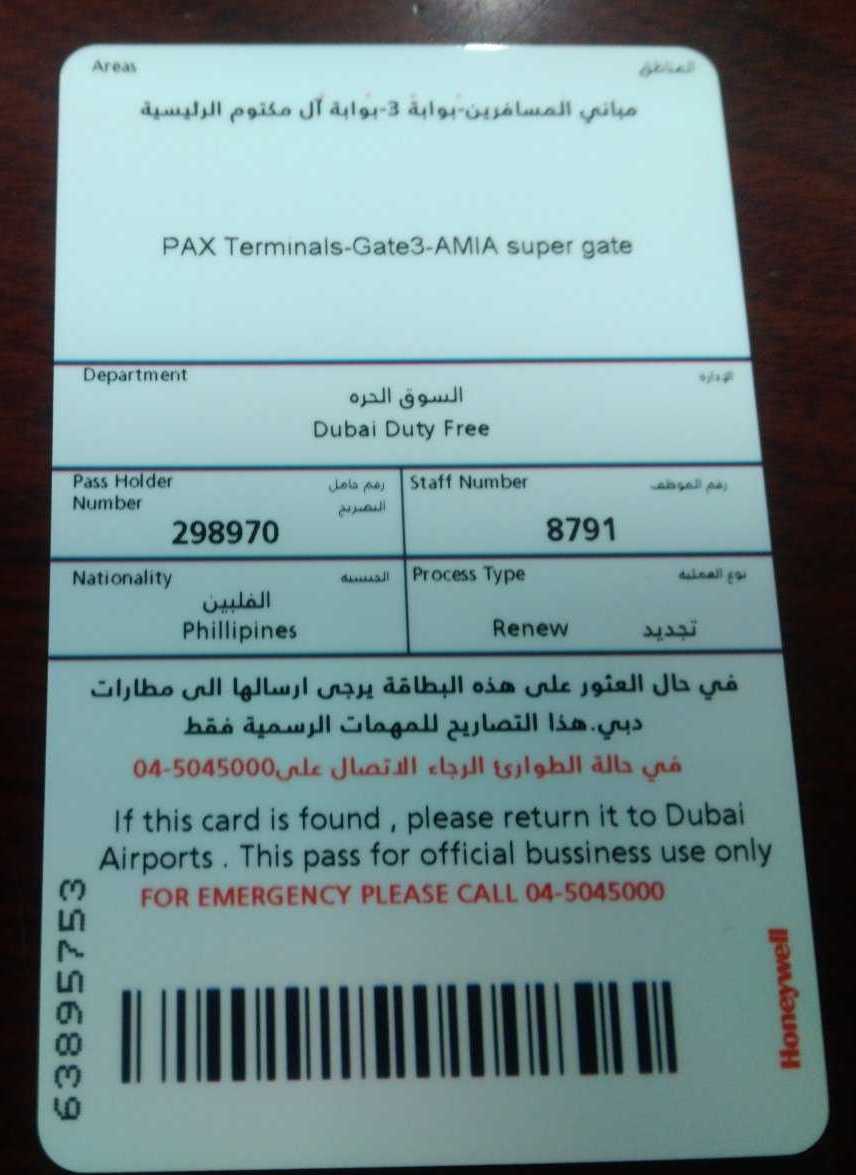 Areas المناطق
مباني المسافرين-بوابة 3-بوابة آل مكتوم الرئيسية
PAX Terminals-Gate3-AMIA super gate
Department الإدارة
السوق الحره
Dubai Duty Free
Pass Holder رقم حامل Staff Number رقم الموظف
Number التصريح
298970 8791
Nationality الجنسية Process Type نوع العملية
الفلبين
Phillipines Renew تجديد
في حال العثور على هذه البطاقة يرجى ارسالها الى مطارات
دبي.هذا التصاريح للمهمات الرسمية فقط
في حالة الطوارئ الرجاء الاتصال على04-5045000
If this card is found , please return it to Dubai
Airports . This pass for official bussiness use only
FOR EMERGENCY PLEASE CALL 04-5045000
63895753
Honeywell